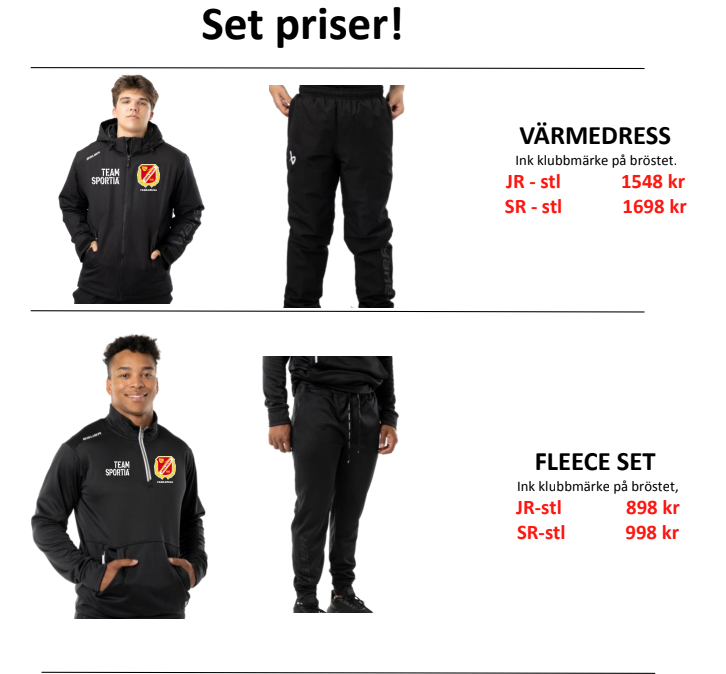 Set priser!
TEAM
SPORTIA
VÄRMEDRESS
Ink klubbmärke på bröstet.
JR - stl 1548 kr
SR - stl 1698 kr
TEAM
SPORTIA
FLEECE SET
Ink klubbmärke på bröstet,
JR-stl 898 kr
SR-stl 998 kr